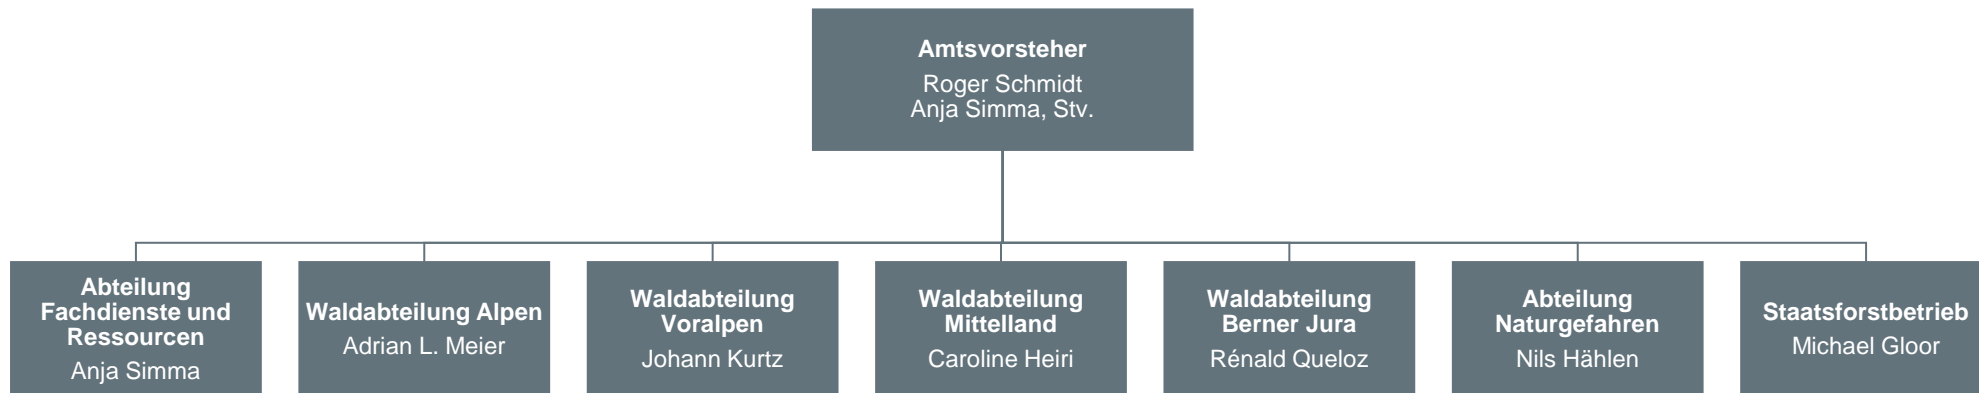 Amtsvorsteher
Roger Schmidt
Anja Simma, Stv.
Abteilung
Fachdienste und
Ressourcen
Anja Simma
Waldabteilung Alpen
Adrian L. Meier
Waldabteilung
Voralpen
Johann Kurtz
Waldabteilung
Mittelland
Caroline Heiri
Waldabteilung
Berner Jura
Rénald Queloz
Abteilung
Naturgefahren
Nils Hählen
Staatsforstbetrieb
Michael Gloor